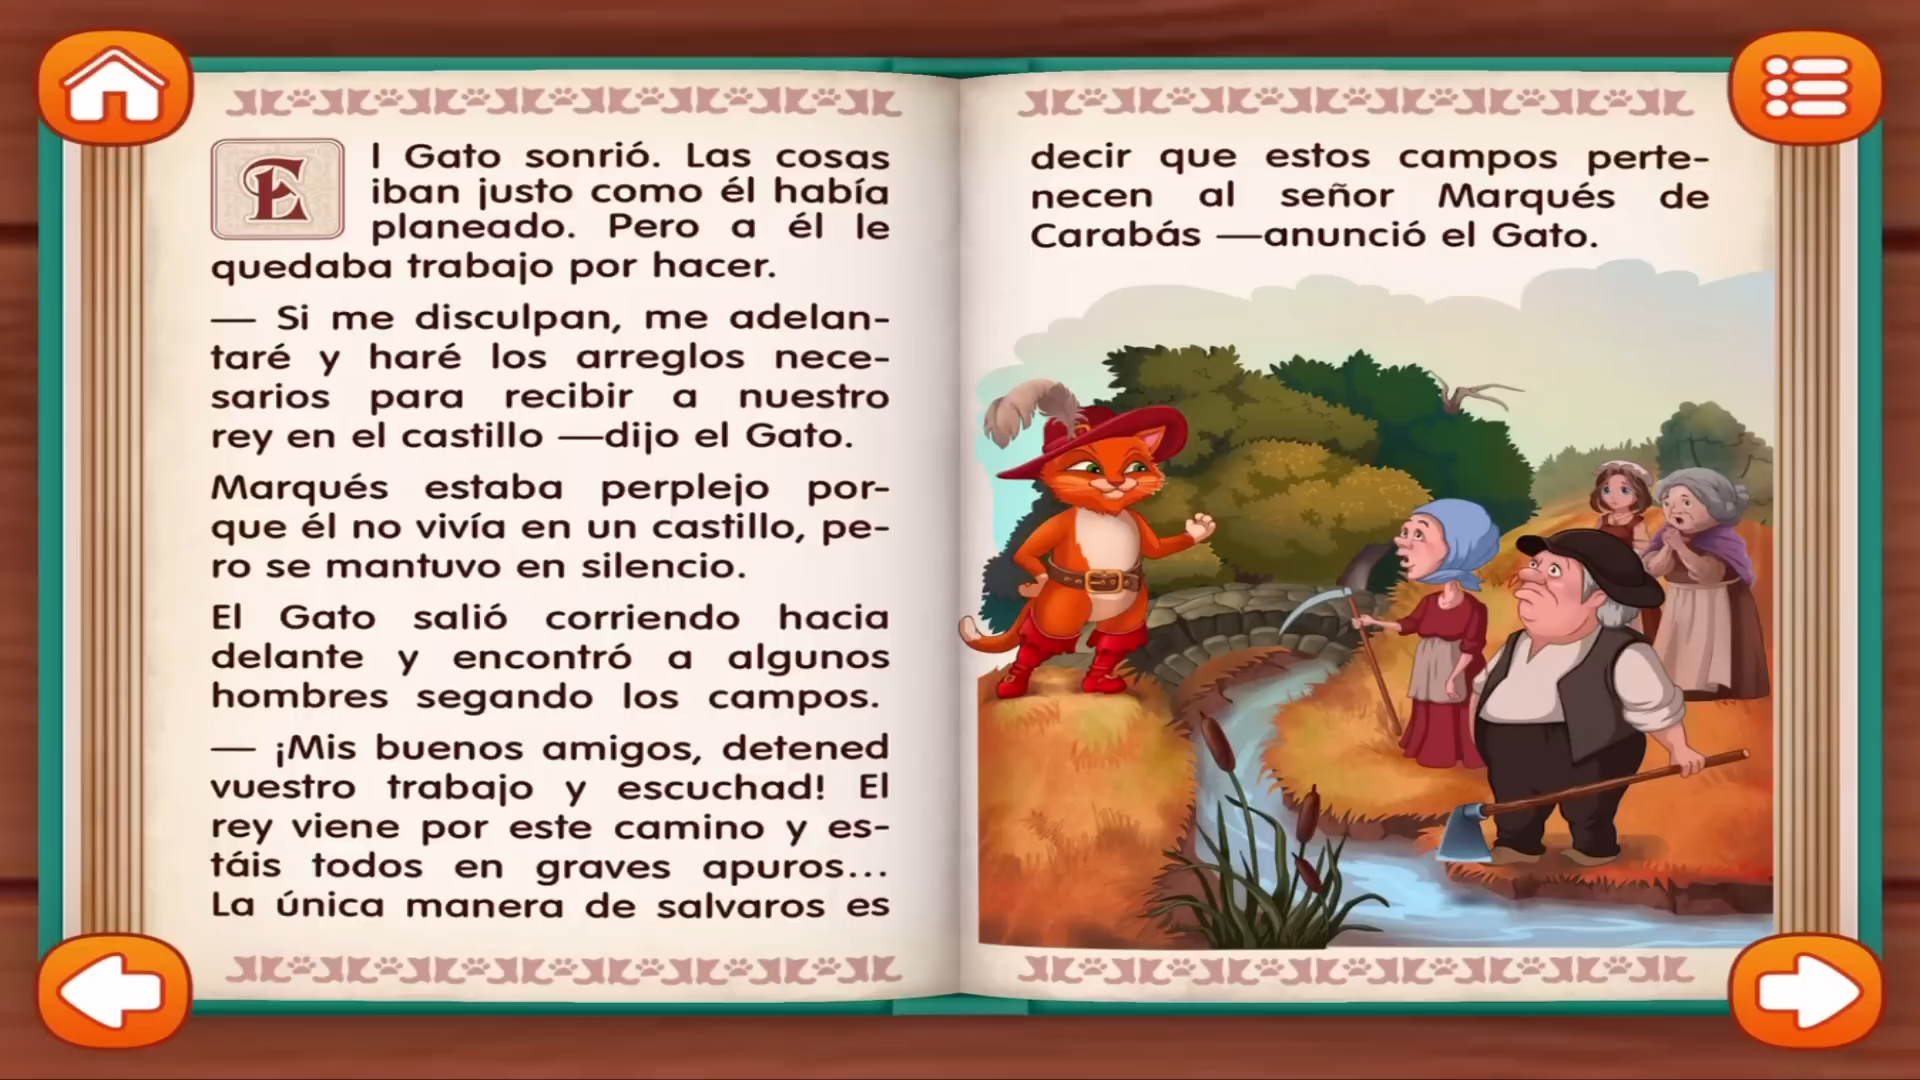 El Gato sonrió. Las cosas
iban justo como él había
planeado. Pero a él le
quedaba trabajo por hacer.
— Si me disculpan, me adelan-
taré y haré los arreglos nece-
sarios para recibir a nuestro
rey en el castillo —dijo el Gato.
Marqués estaba perplejo por-
que él no vivía en un castillo, pe-
ro se mantuvo en silencio.
El Gato salió corriendo hacia
delante y encontró a algunos
hombres segando los campos.
— ¡Mis buenos amigos, detened
vuestro trabajo y escuchad! El
rey viene por este camino y es-
táis todos en graves apuros...
La única manera de salvaros es
decir que estos campos perte-
necen al señor Marqués de
Carabás —anunció el Gato.